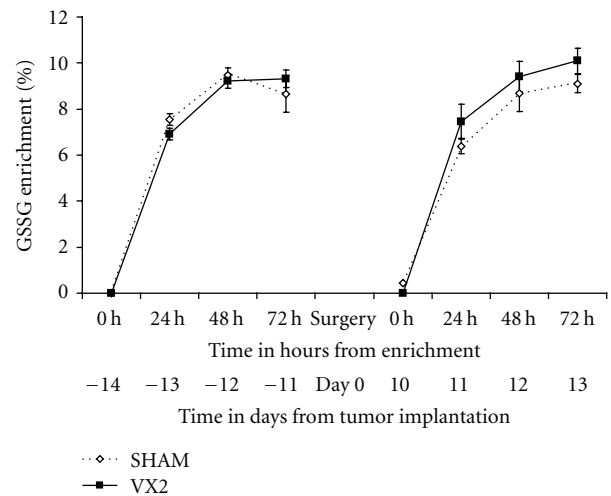 12
10
8
6
4
2
0
GSSG enrichment (%)
0 h 24 h 48 h 72 h Surgery 0 h 24 h 48 h 72 h
Time in hours from enrichment
−14 −13 −12 −11 Day 0 10 11 12 13
Time in days from tumor implantation
SHAM
VX2